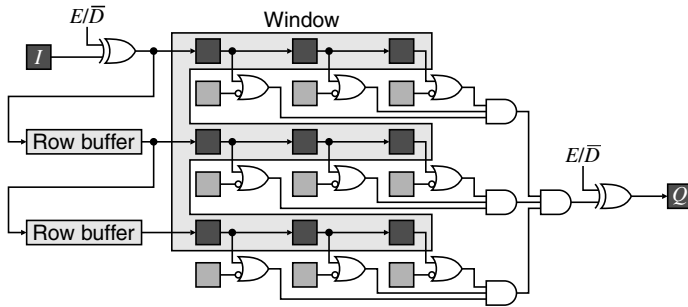 Window
E/D̅
I
Row buffer
E/D̅
Q
Row buffer